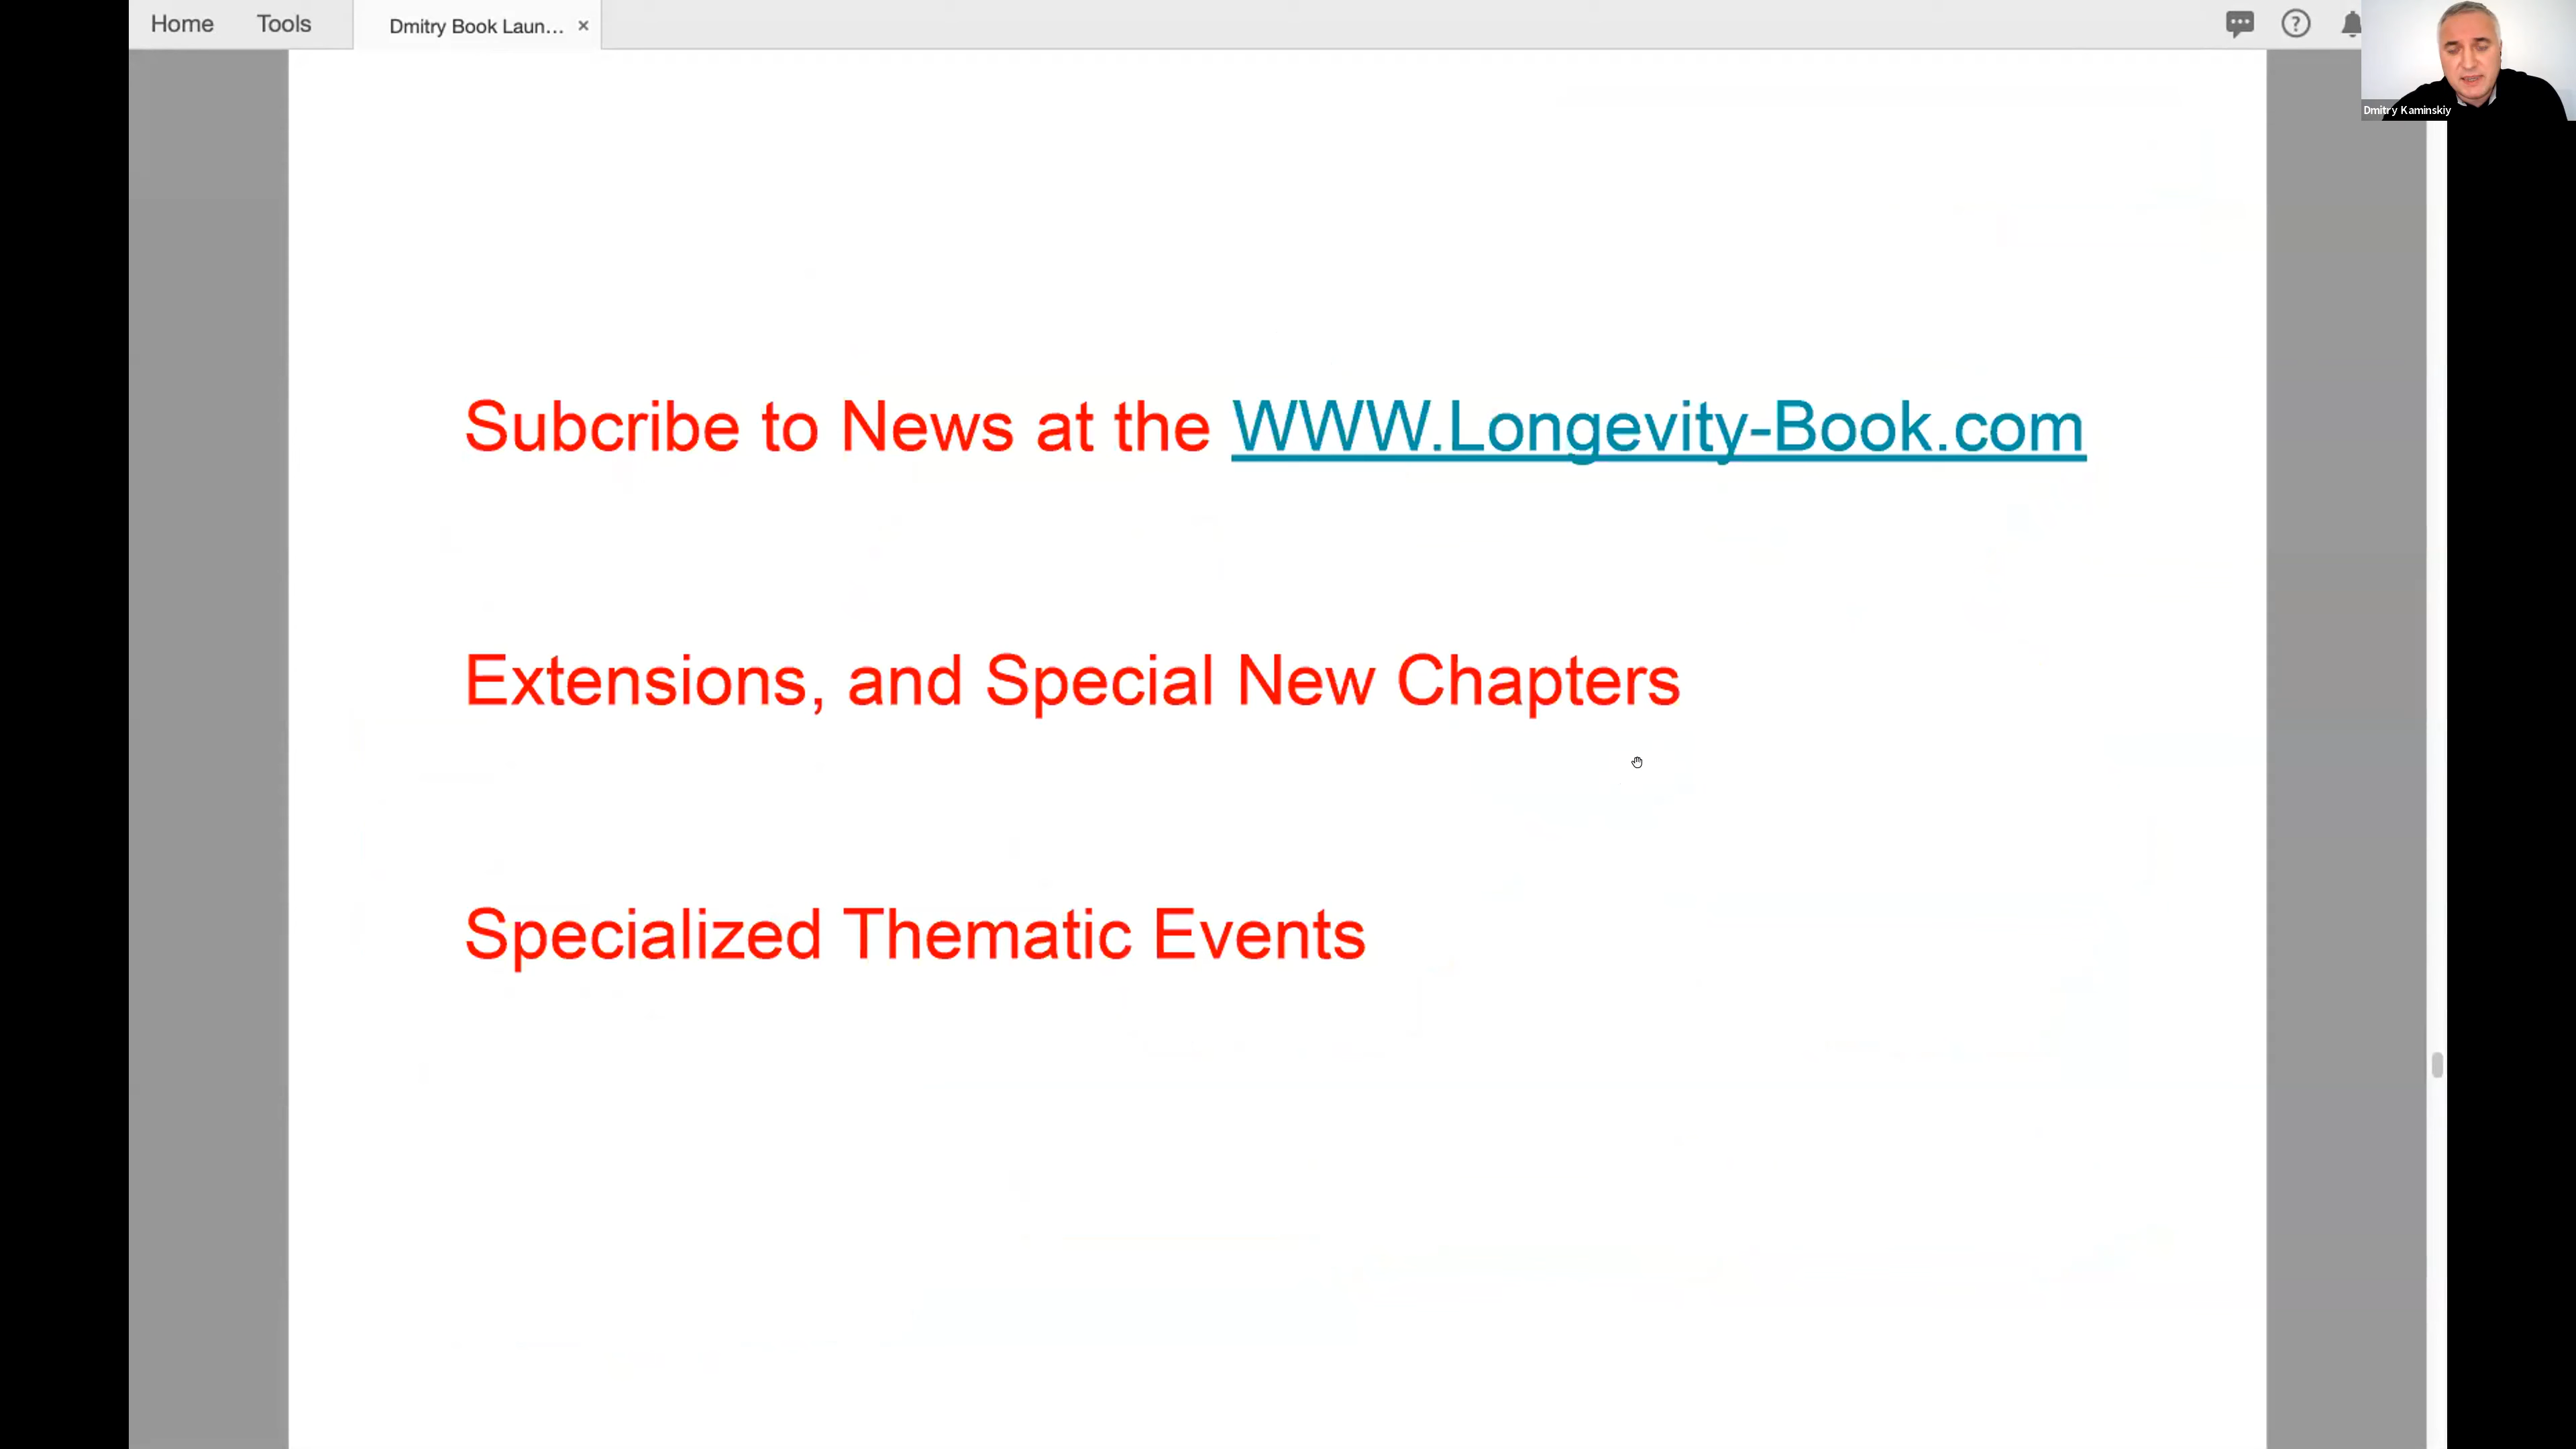 Home Tools Dmitry Book Laun... ×
Dmitry Kaminskiy
Subcribe to News at the WWW.Longevity-Book.com
Extensions, and Special New Chapters
Specialized Thematic Events